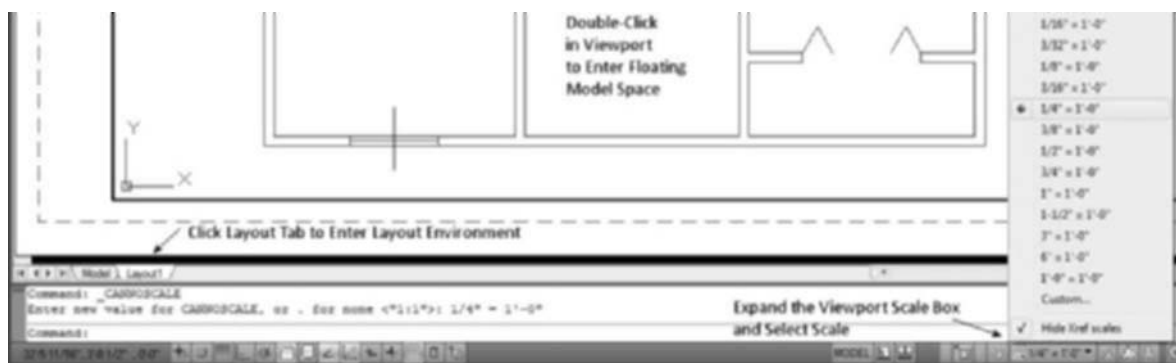 Double-Click
in Viewport
to Enter Floating
Model Space
1/16" = 1'-0"
3/32" = 1'-0"
1/8" = 1'-0"
3/16" = 1'-0"
1/4" = 1'-0"
3/8" = 1'-0"
1/2" = 1'-0"
3/4" = 1'-0"
1" = 1'-0"
1-1/2" = 1'-0"
3" = 1'-0"
6" = 1'-0"
1'-0" = 1'-0"
Custom...
✓ Hide Xref scales
Y
X
Click Layout Tab to Enter Layout Environment
Model Layout1
Command: _CANNOSCALE
Enter new value for CANNOSCALE, or . for none <"1:1">: 1/4" = 1'-0"
Command:
Expand the Viewport Scale Box
and Select Scale
MODEL
1/4" = 1'-0"